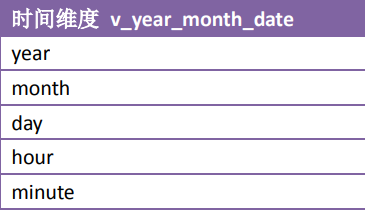 时间维度 v_year_month_date
year
month
day
hour
minute